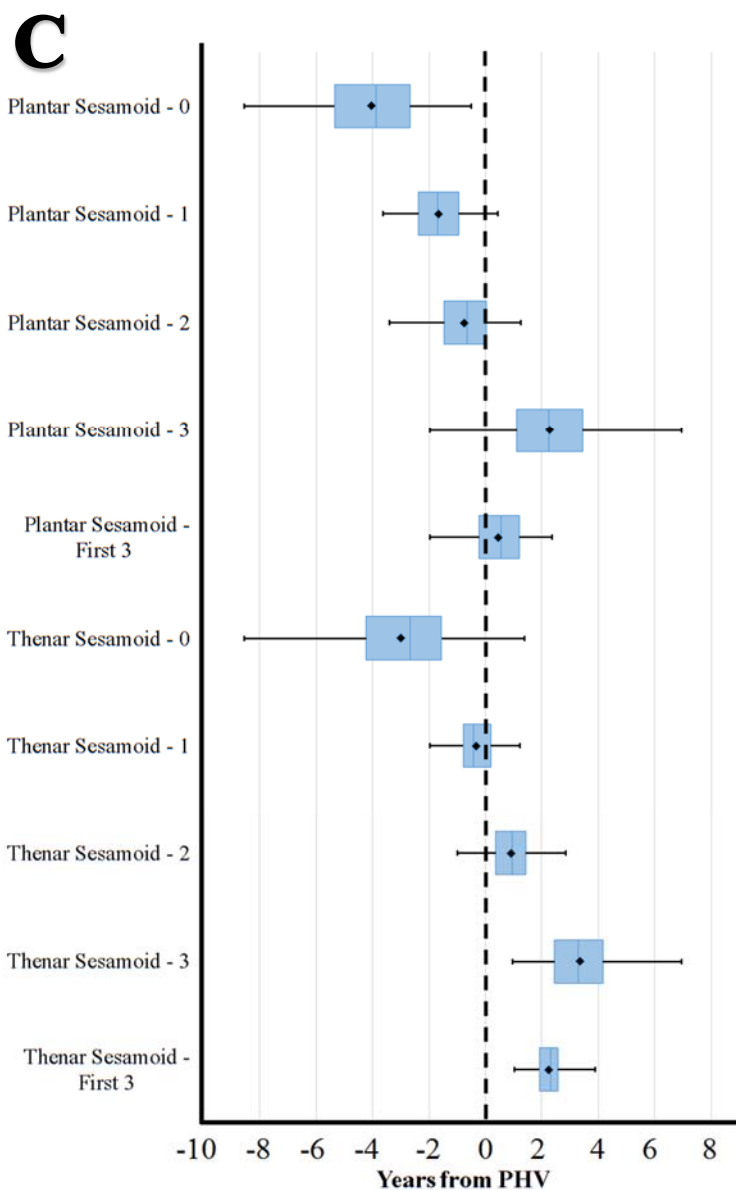 C
Plantar Sesamoid - 0
Plantar Sesamoid - 1
Plantar Sesamoid - 2
Plantar Sesamoid - 3
Plantar Sesamoid -
First 3
Thenar Sesamoid - 0
Thenar Sesamoid - 1
Thenar Sesamoid - 2
Thenar Sesamoid - 3
Thenar Sesamoid -
First 3
-10 -8 -6 -4 -2 0 2 4 6 8
Years from PHV